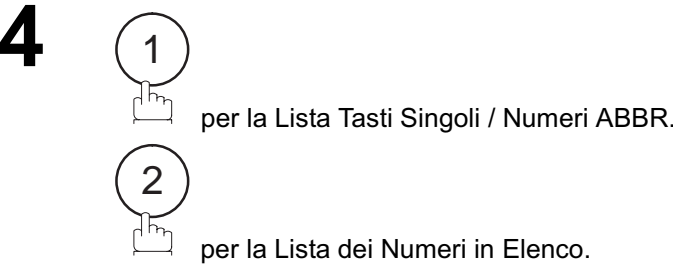 4
1
per la Lista Tasti Singoli / Numeri ABBR.
2
per la Lista dei Numeri in Elenco.